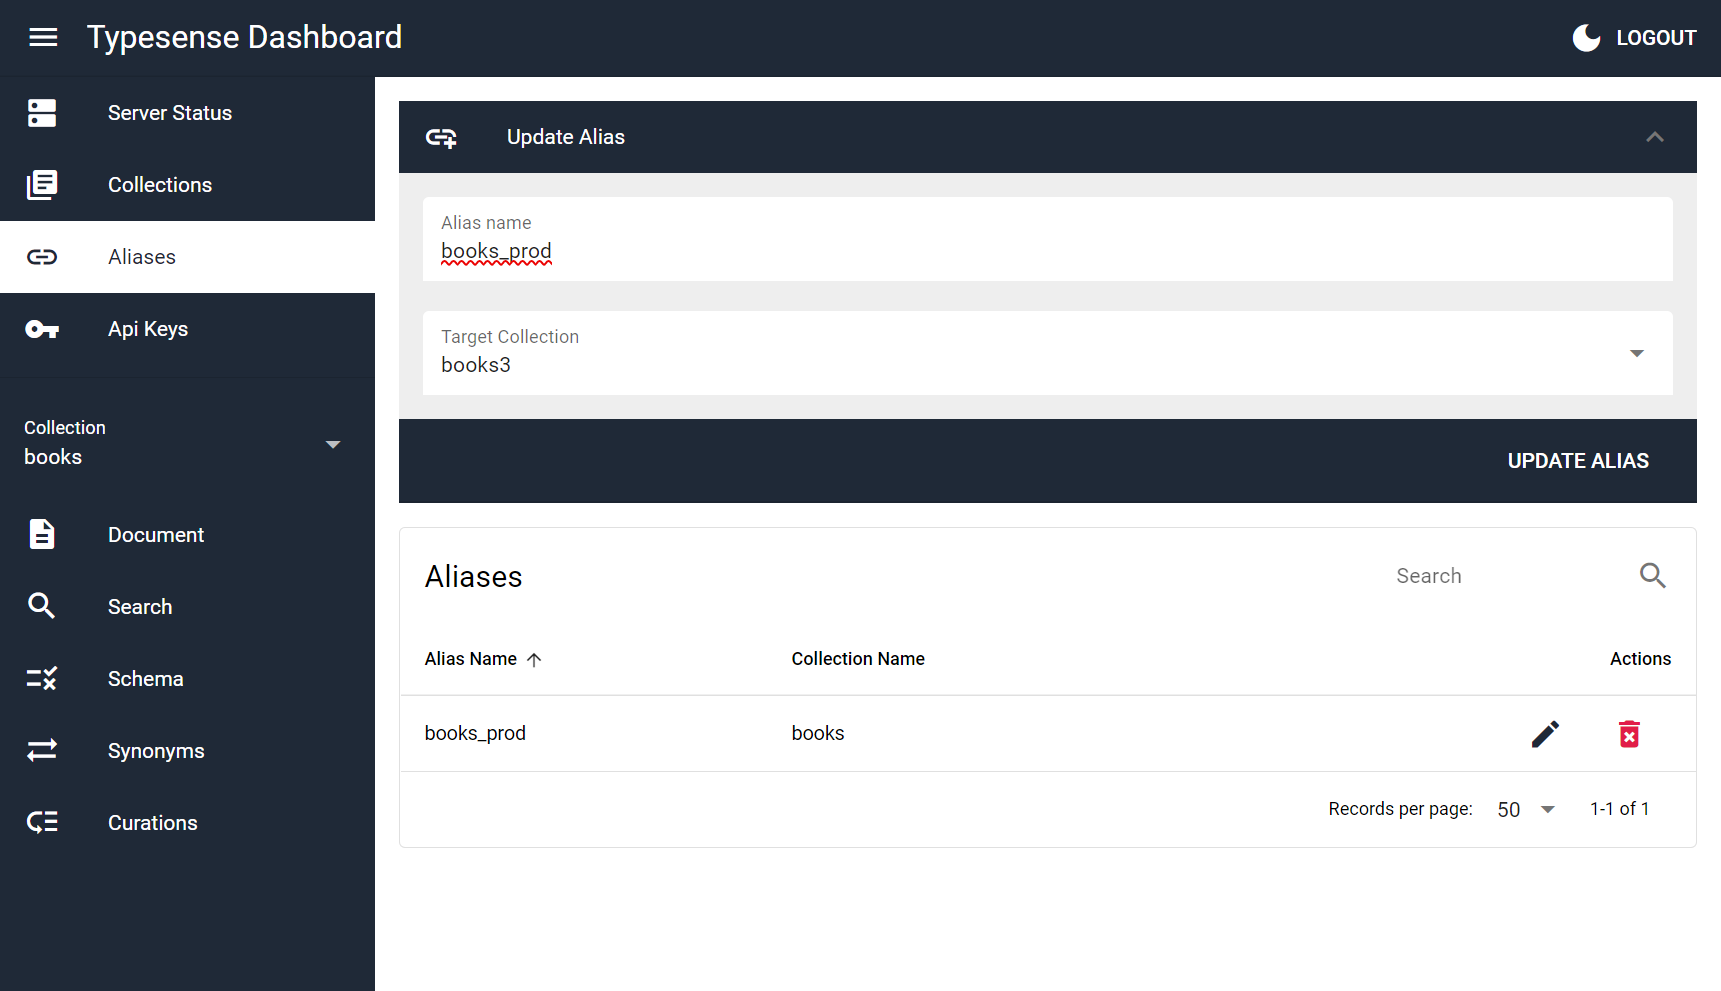 Typesense Dashboard
LOGOUT
Server Status
Collections
Aliases
Api Keys
Collection
books
Document
Search
Schema
Synonyms
Curations
Update Alias
Alias name
books_prod
Target Collection
books3
UPDATE ALIAS
Aliases
Search
Alias Name Collection Name Actions
books_prod books
Records per page: 50 1-1 of 1